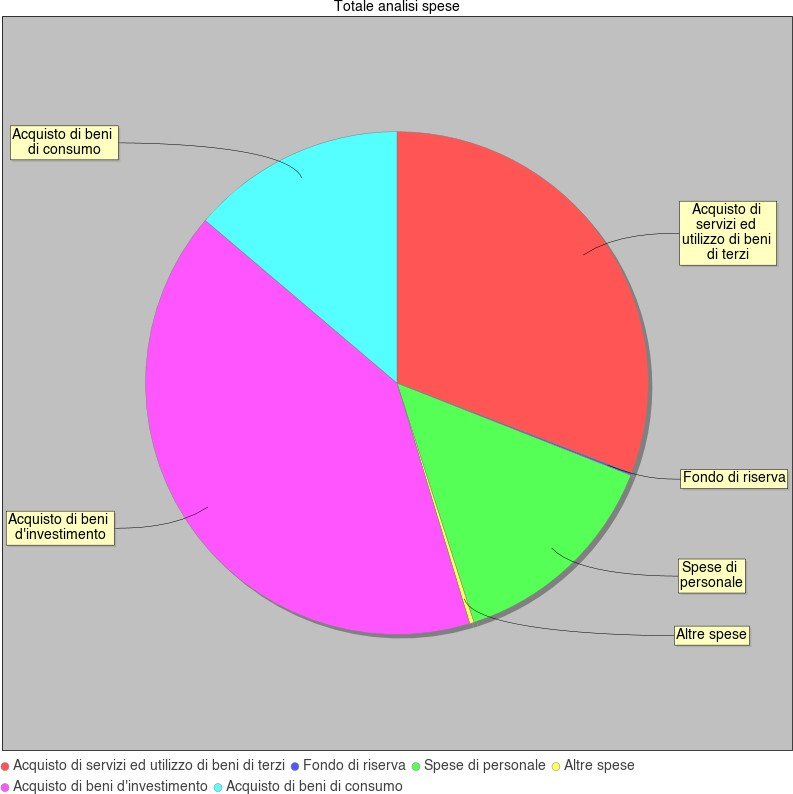 Totale analisi spese
Acquisto di beni
di consumo
Acquisto di
servizi ed
utilizzo di beni
di terzi
Fondo di riserva
Acquisto di beni
d'investimento
Spese di
personale
Altre spese
Acquisto di servizi ed utilizzo di beni di terzi Fondo di riserva Spese di personale Altre spese
Acquisto di beni d'investimento Acquisto di beni di consumo